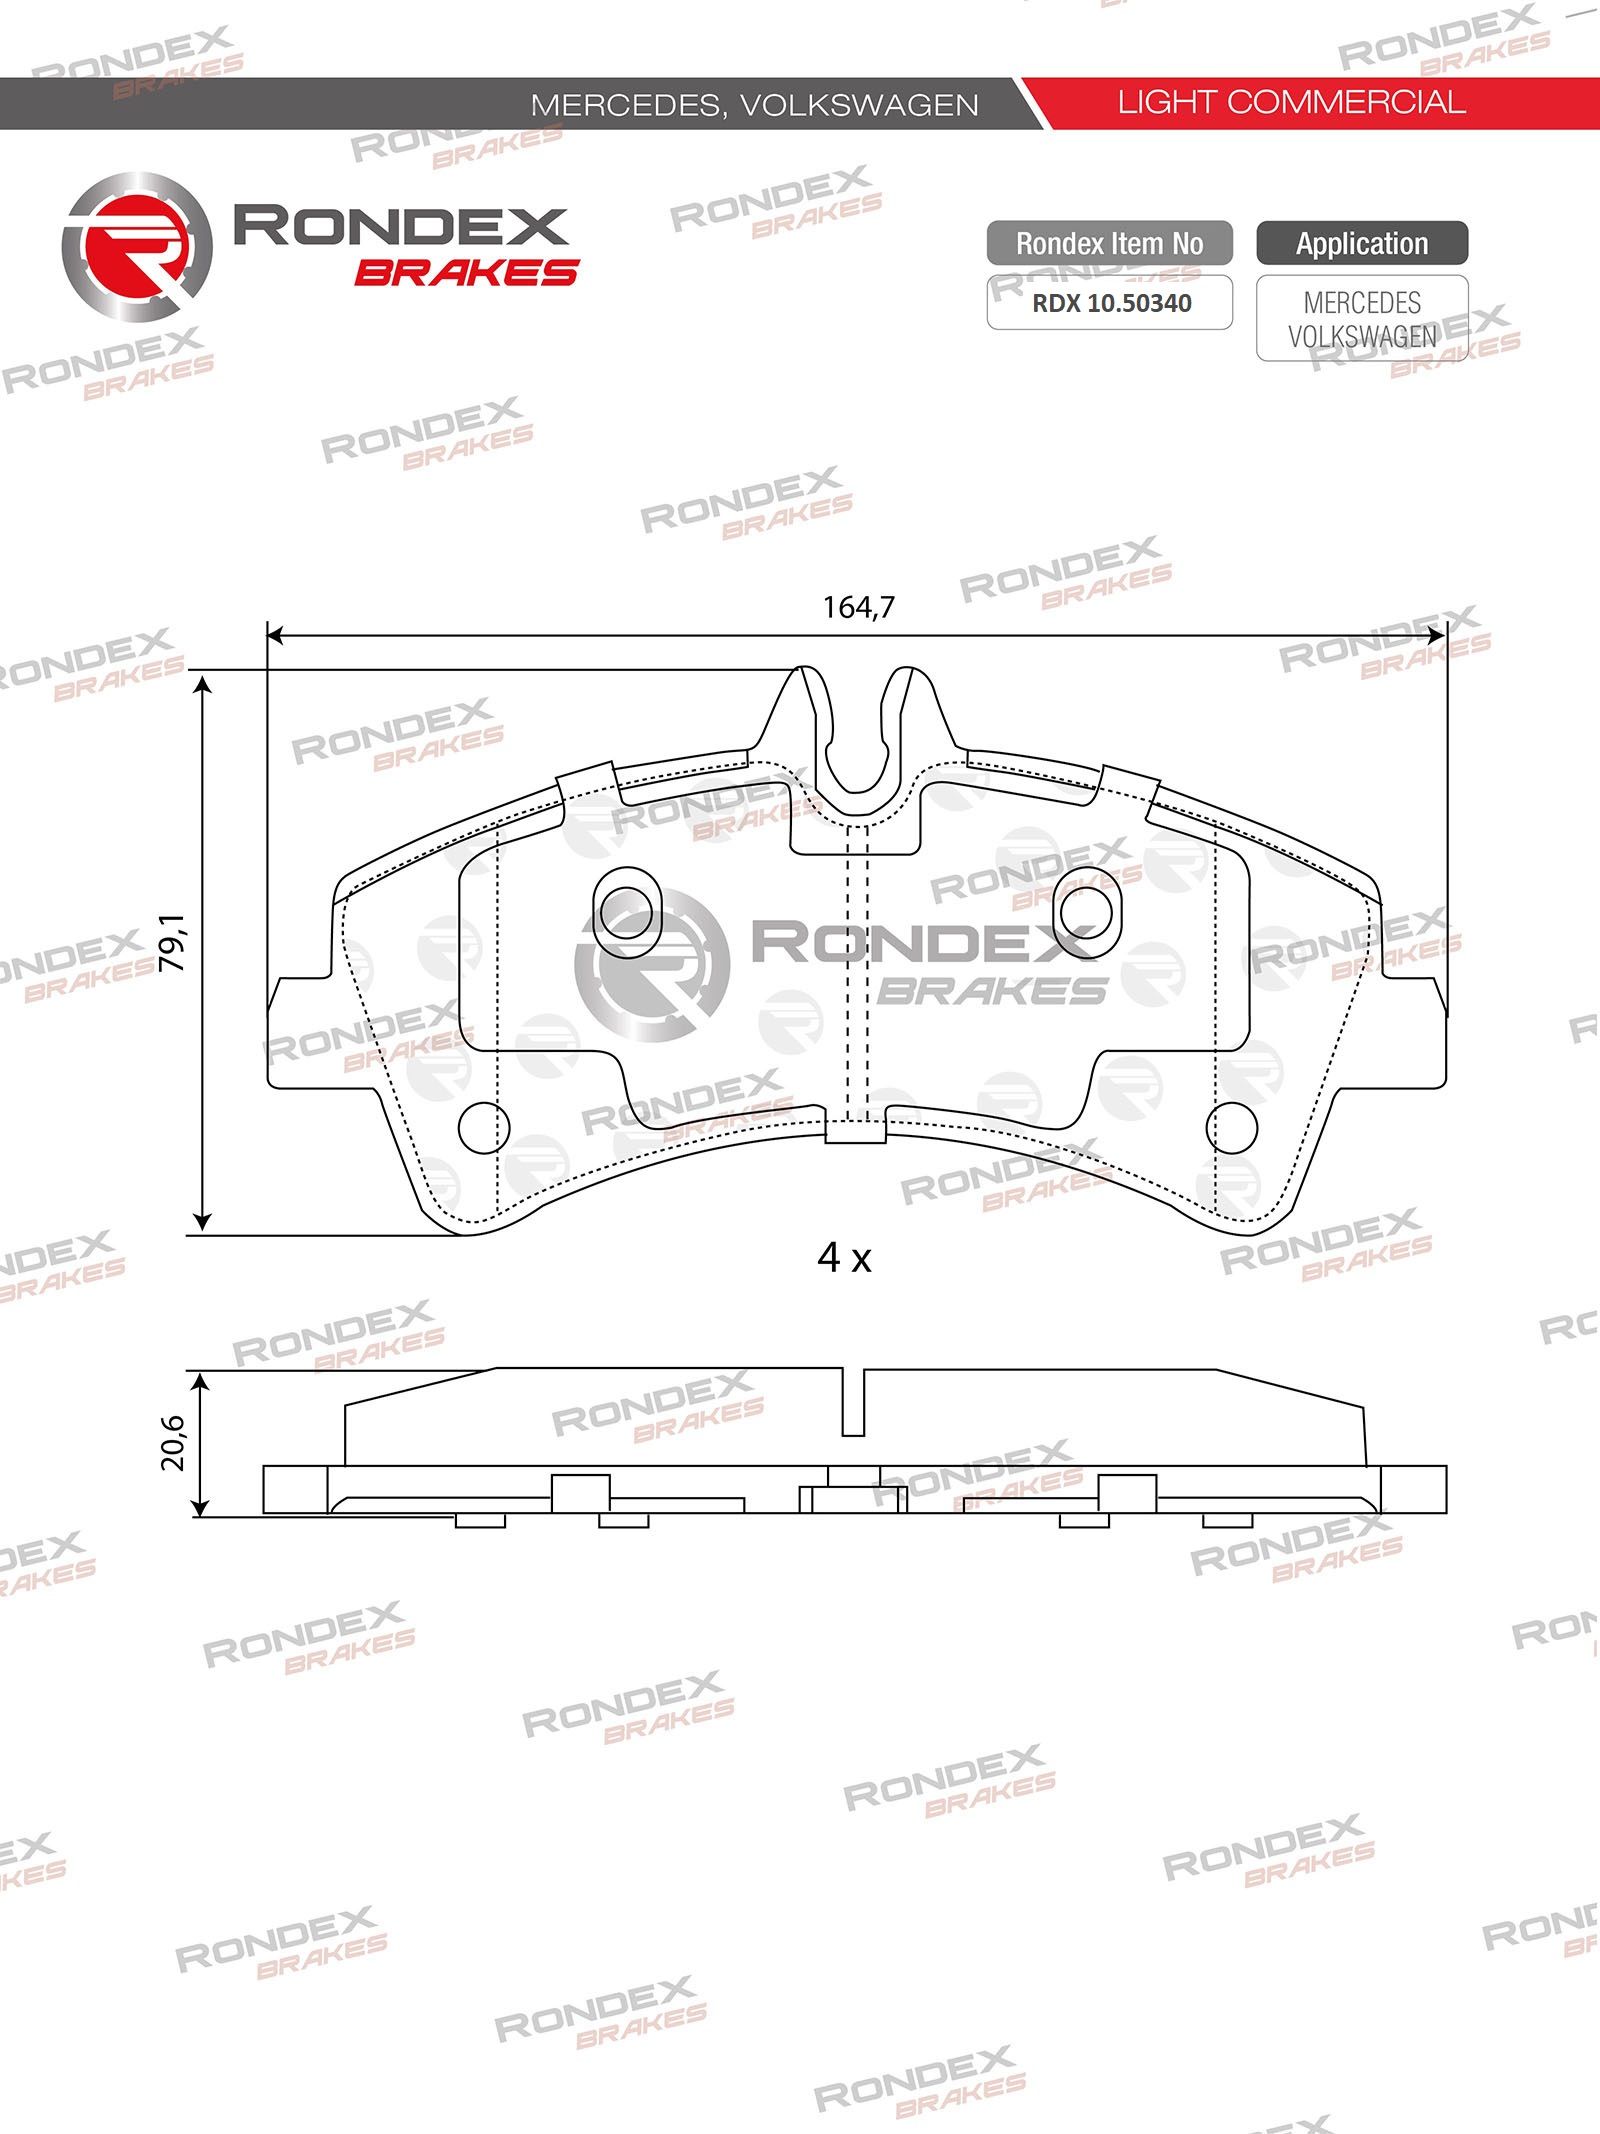 MERCEDES, VOLKSWAGEN
LIGHT COMMERCIAL
RONDEX
BRAKES
Rondex Item No
RDX 10.50340
Application
MERCEDES
VOLKSWAGEN
164,7
79,1
RONDEX
BRAKES
4 x
20,6